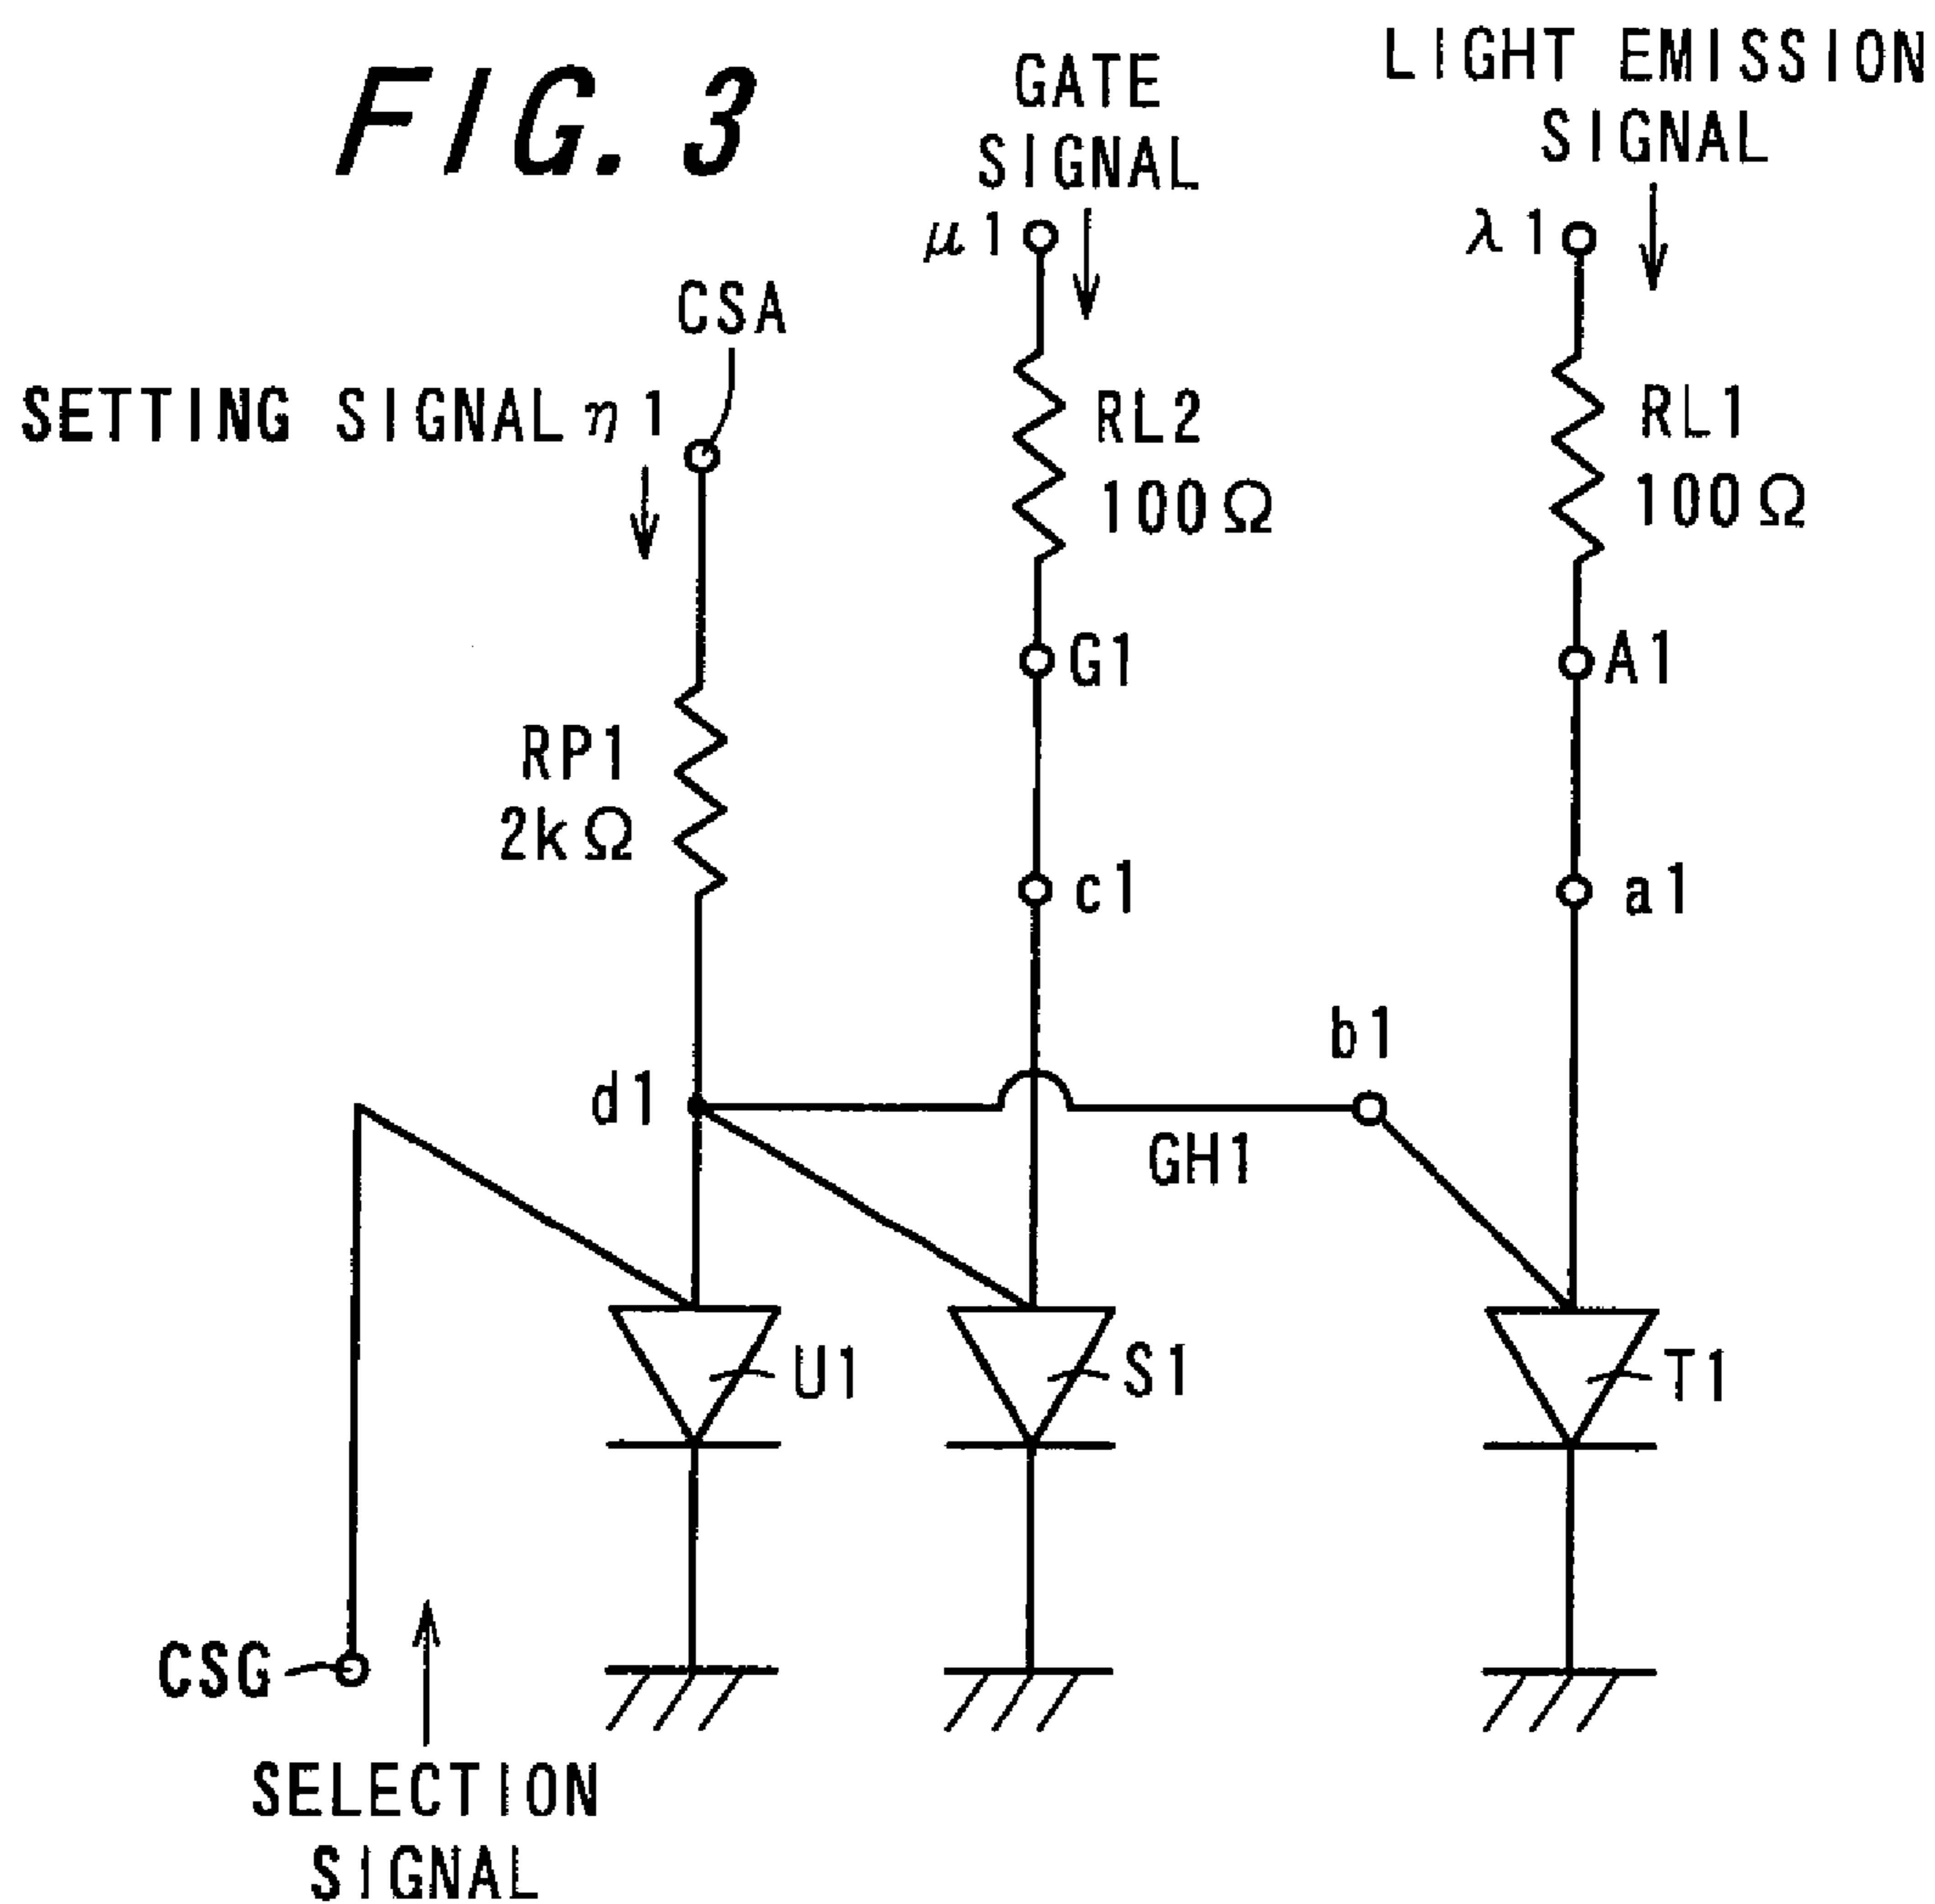 FIG. 3
GATE
SIGNAL
LIGHT EMISSION
SIGNAL
μ1
λ1
CSA
SETTING SIGNAL η1
RL2
100Ω
RL1
100Ω
G1
A1
RP1
2kΩ
c1
a1
b1
d1
GH1
U1
S1
T1
CSG
SELECTION
SIGNAL